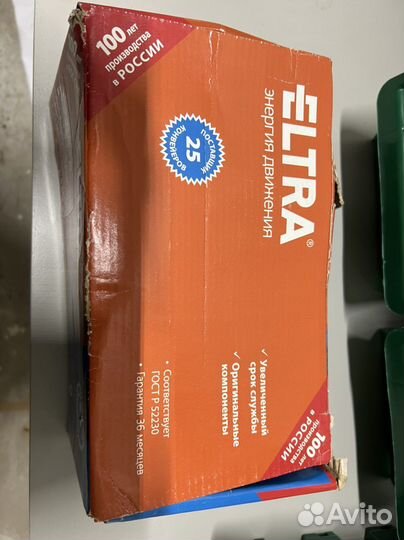 100 лет
производства
в РОССИИ
ELTRA®
энергия движения
ПОСТАВЩИК
25
КОНВЕЙЕРОВ
✓ Увеличенный
срок службы
✓ Оригинальные
компоненты
• Соответствует
ГОСТ Р 52230
• Гарантия 36 месяцев
100 лет
производства
в РОССИИ
Avito